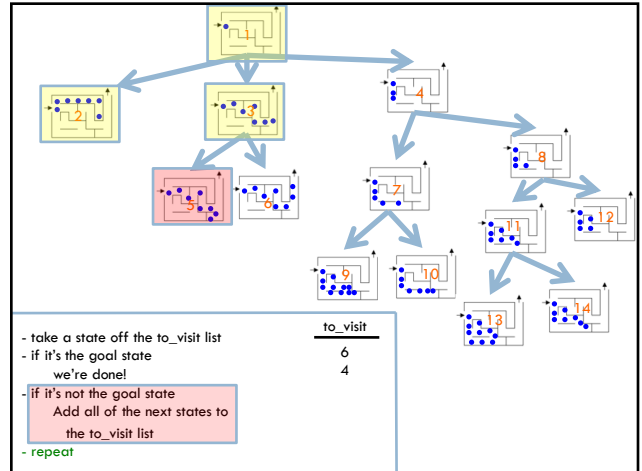 1
2
3
4
5
6
7
8
9
10
11
12
13
14
- take a state off the to_visit list
- if it's the goal state
we're done!
- if it's not the goal state
Add all of the next states to
the to_visit list
- repeat
to_visit
6
4